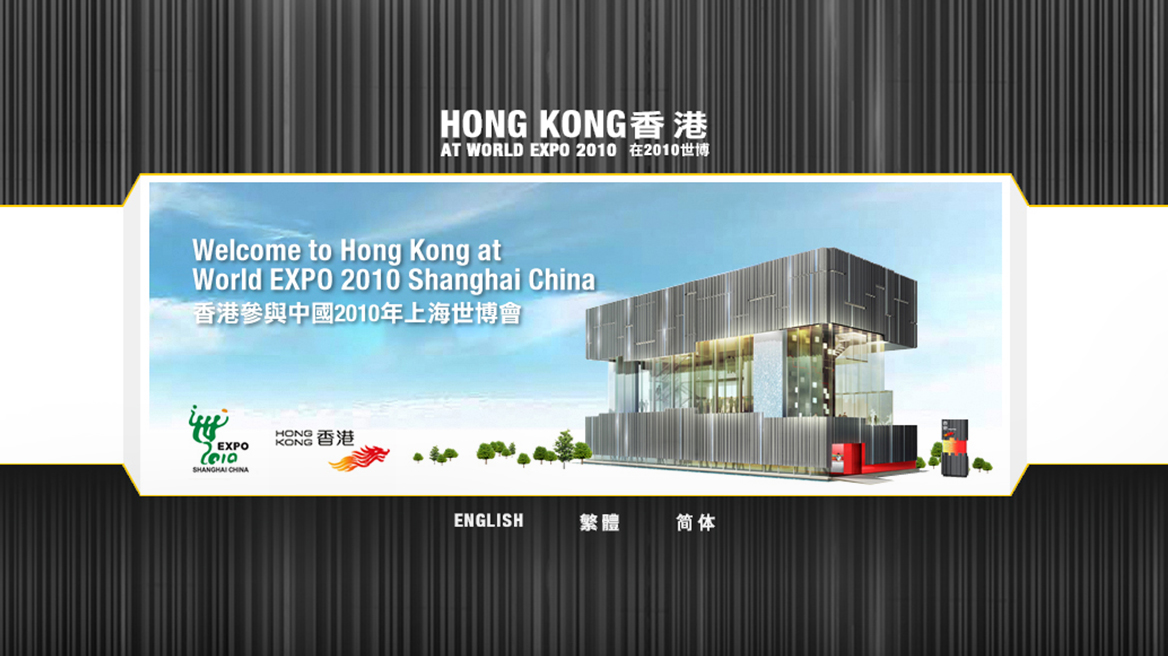 HONG KONG香港
AT WORLD EXPO 2010 在2010世博
Welcome to Hong Kong at
World EXPO 2010 Shanghai China
香港參與中國2010年上海世博會
EXPO
2010
SHANGHAI CHINA
HONG
KONG 香港
ENGLISH 繁體 简体